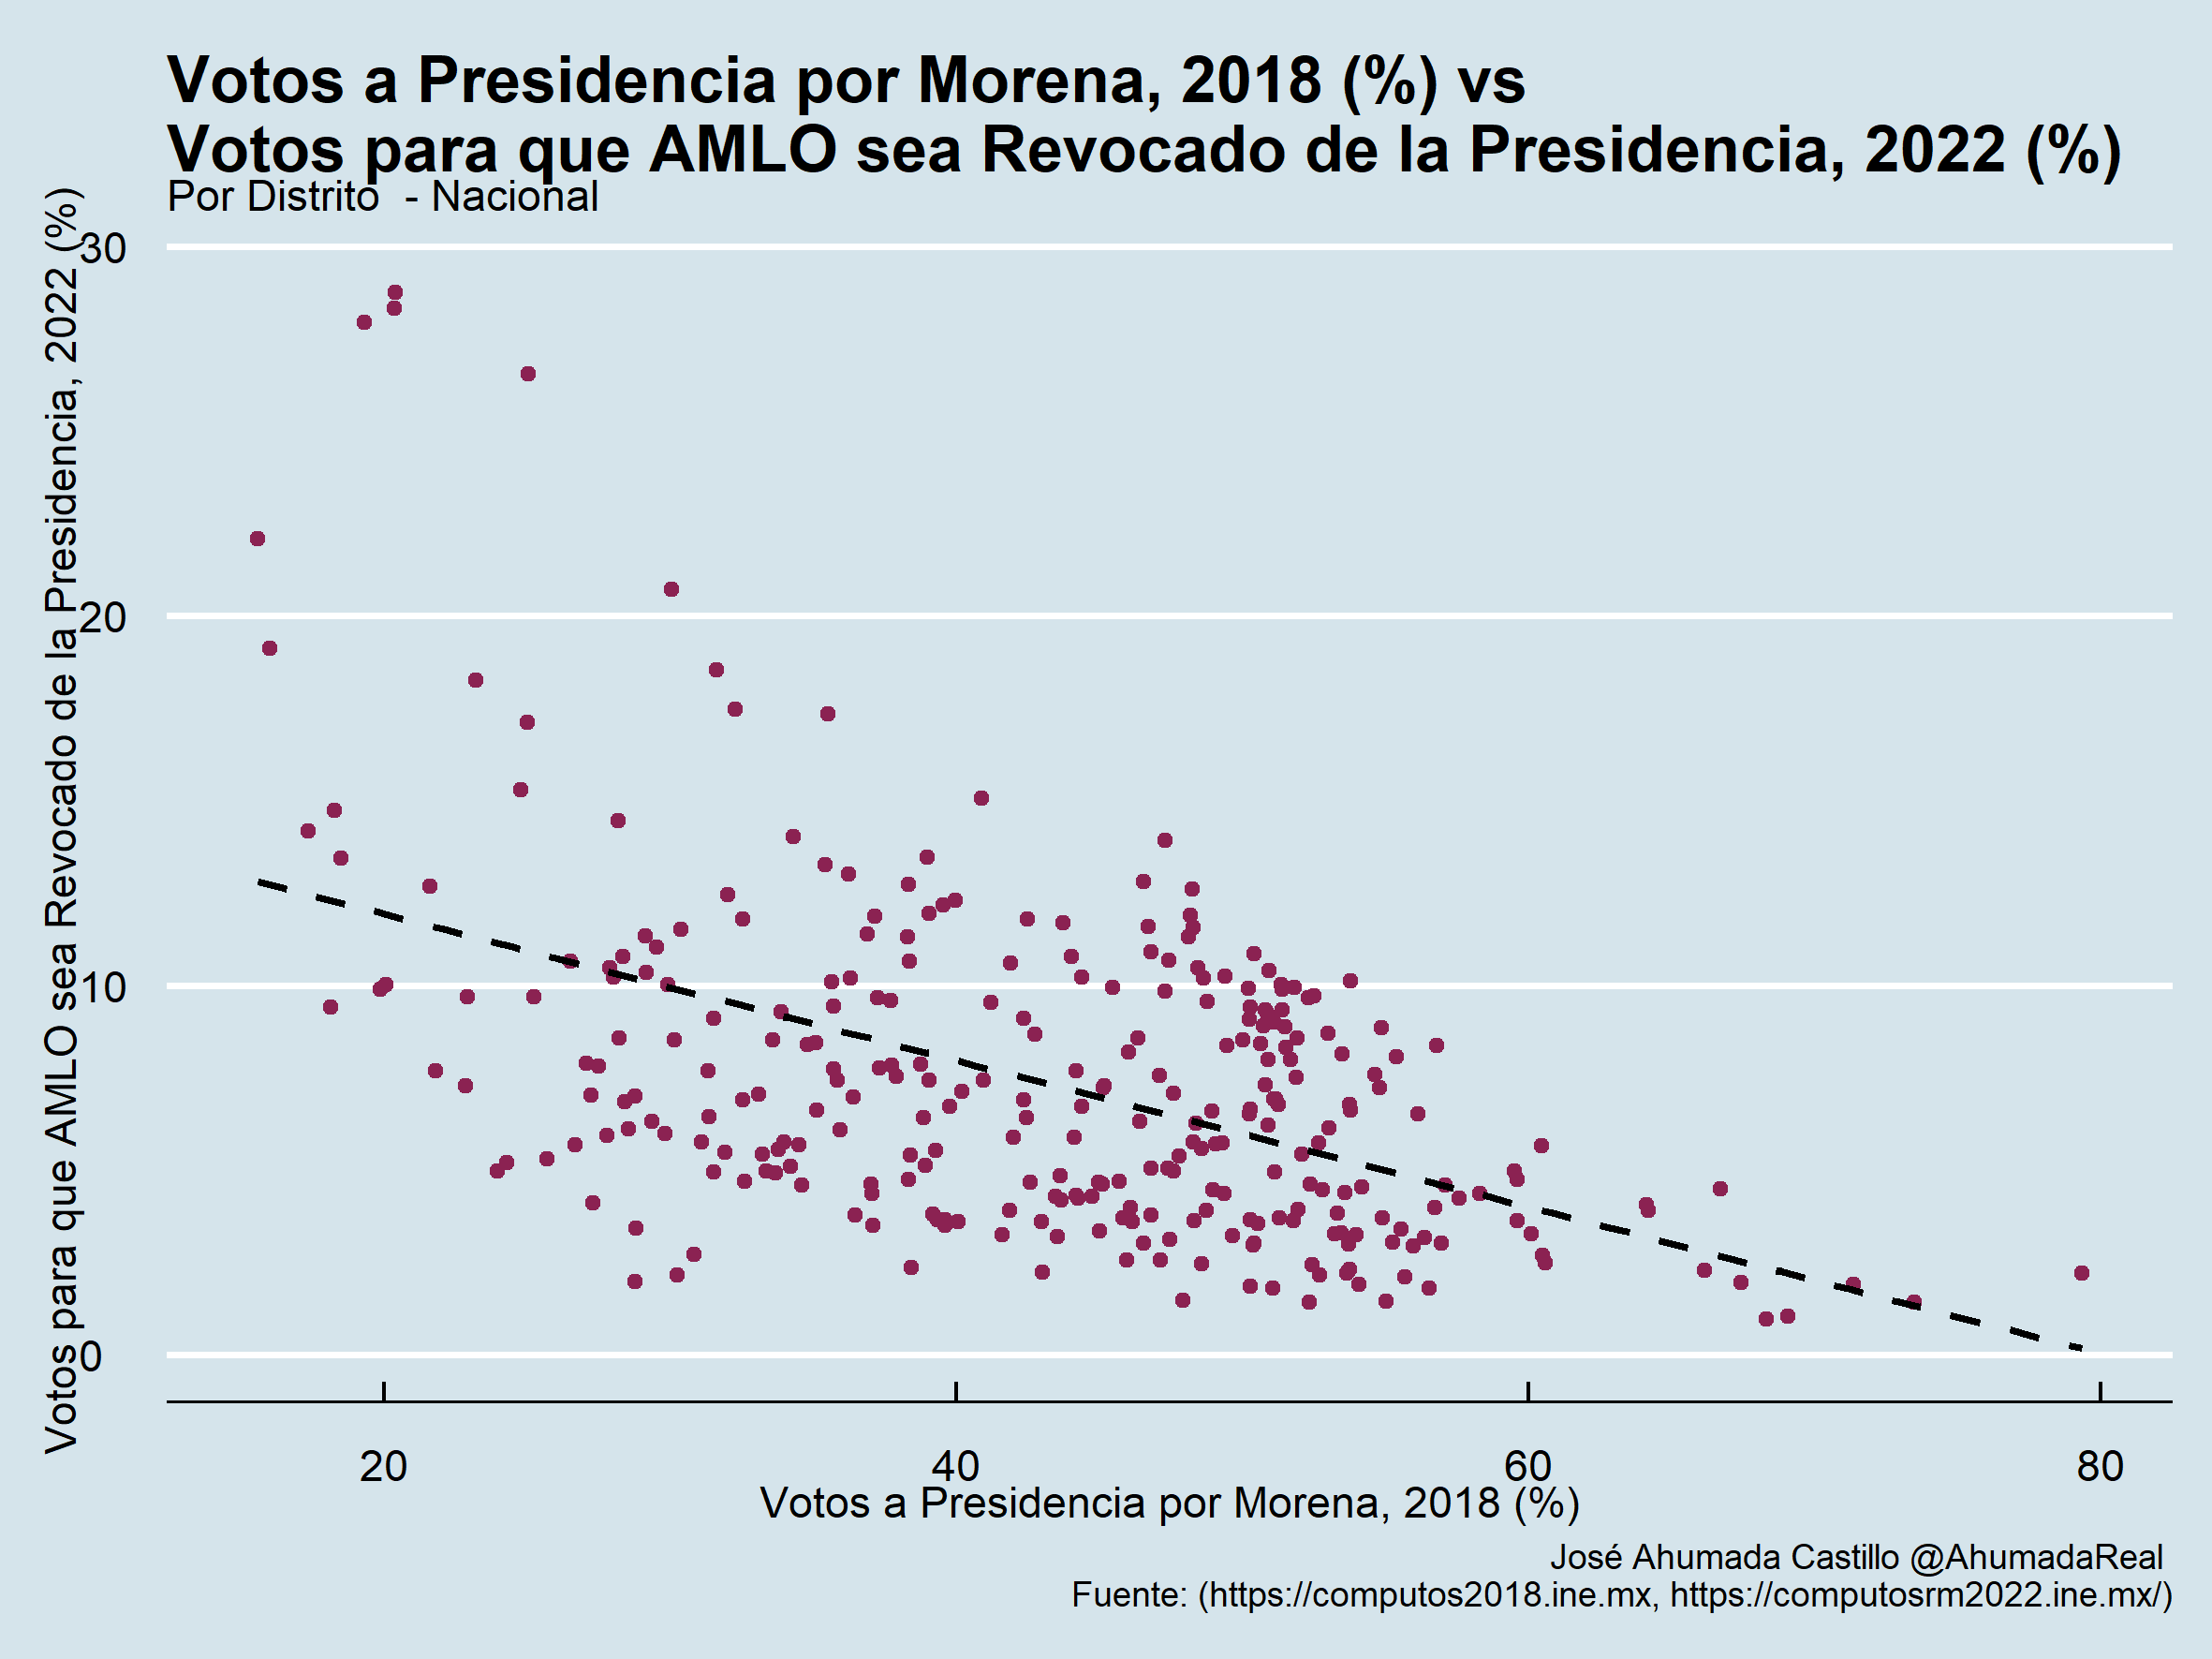 Votos a Presidencia por Morena, 2018 (%) vs
Votos para que AMLO sea Revocado de la Presidencia, 2022 (%)
Por Distrito  - Nacional
Votos para que AMLO sea Revocado de la Presidencia, 2022 (%)
30
20
10
0
20
40
60
80
Votos a Presidencia por Morena, 2018 (%)
José Ahumada Castillo @AhumadaReal
Fuente: (https://computos2018.ine.mx, https://computosrm2022.ine.mx/)